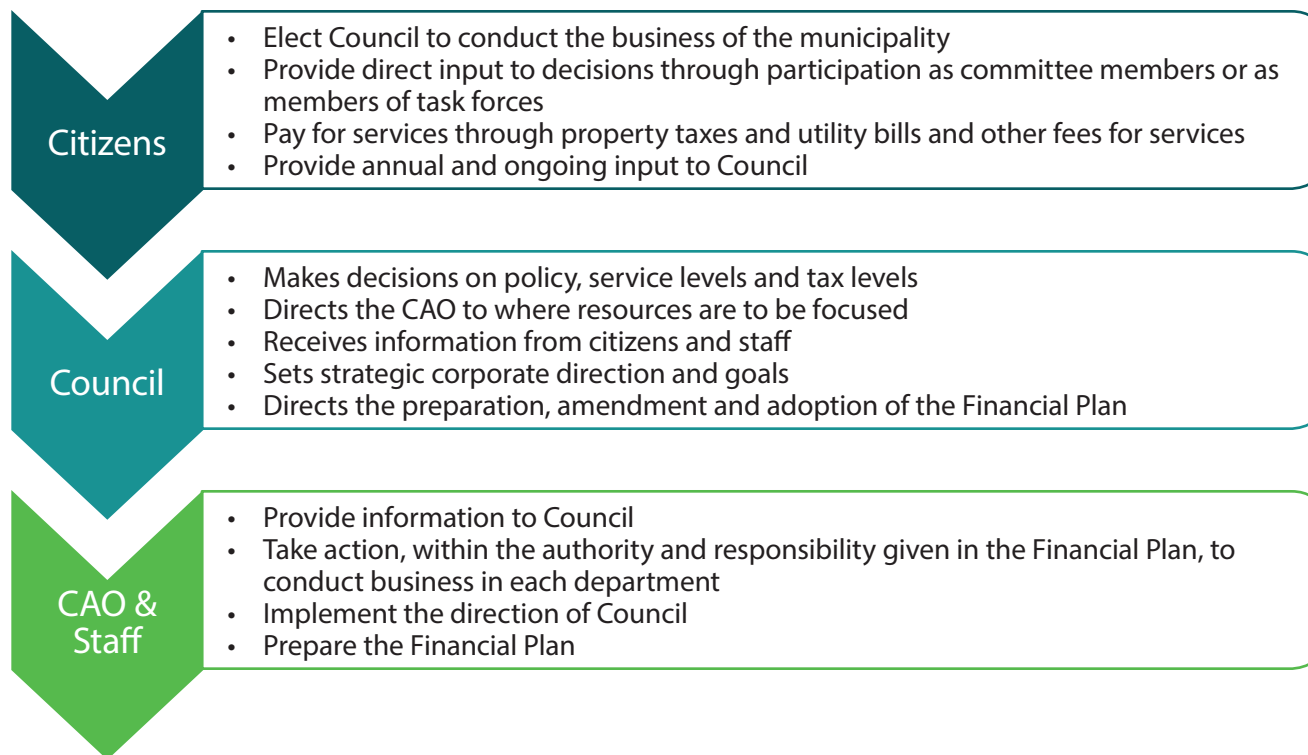 Citizens
• Elect Council to conduct the business of the municipality
• Provide direct input to decisions through participation as committee members or as
members of task forces
• Pay for services through property taxes and utility bills and other fees for services
• Provide annual and ongoing input to Council
Council
• Makes decisions on policy, service levels and tax levels
• Directs the CAO to where resources are to be focused
• Receives information from citizens and staff
• Sets strategic corporate direction and goals
• Directs the preparation, amendment and adoption of the Financial Plan
CAO &
Staff
• Provide information to Council
• Take action, within the authority and responsibility given in the Financial Plan, to
conduct business in each department
• Implement the direction of Council
• Prepare the Financial Plan